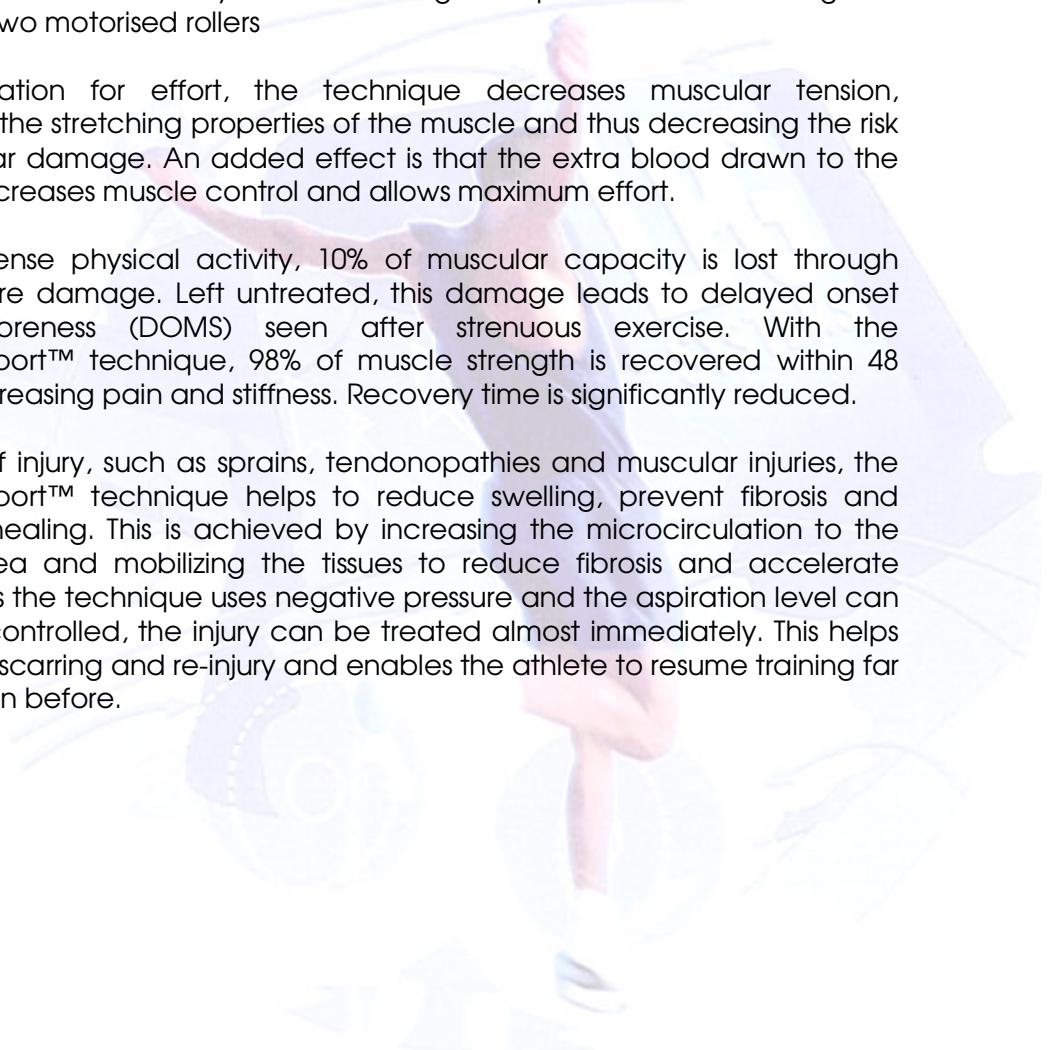 wo motorised rollers
ation for effort, the technique decreases muscular tension,
the stretching properties of the muscle and thus decreasing the risk
ar damage. An added effect is that the extra blood drawn to the
creases muscle control and allows maximum effort.
ense physical activity, 10% of muscular capacity is lost through
re damage. Left untreated, this damage leads to delayed onset
oreness (DOMS) seen after strenuous exercise. With the
port™ technique, 98% of muscle strength is recovered within 48
reasing pain and stiffness. Recovery time is significantly reduced.
f injury, such as sprains, tendonopathies and muscular injuries, the
port™ technique helps to reduce swelling, prevent fibrosis and
healing. This is achieved by increasing the microcirculation to the
ea and mobilizing the tissues to reduce fibrosis and accelerate
s the technique uses negative pressure and the aspiration level can
controlled, the injury can be treated almost immediately. This helps
scarring and re-injury and enables the athlete to resume training far
n before.